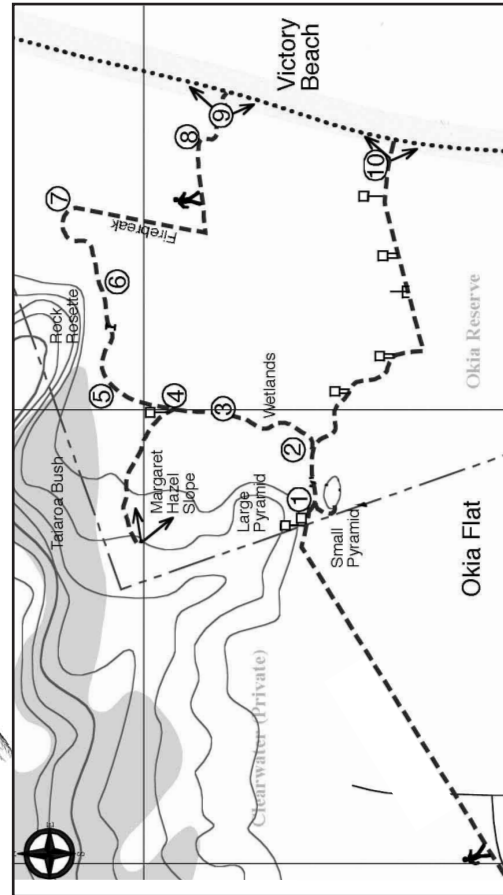 Victory
Beach
9
8
10
7
Firebreak
6
Rock
Rosette
5
4
3
Wetlands
2
1
Okia Reserve
Taiaroa Bush
Margaret
Hazel
Slope
Large
Pyramid
Small
Pyramid
Okia Flat
Clearwater (Private)